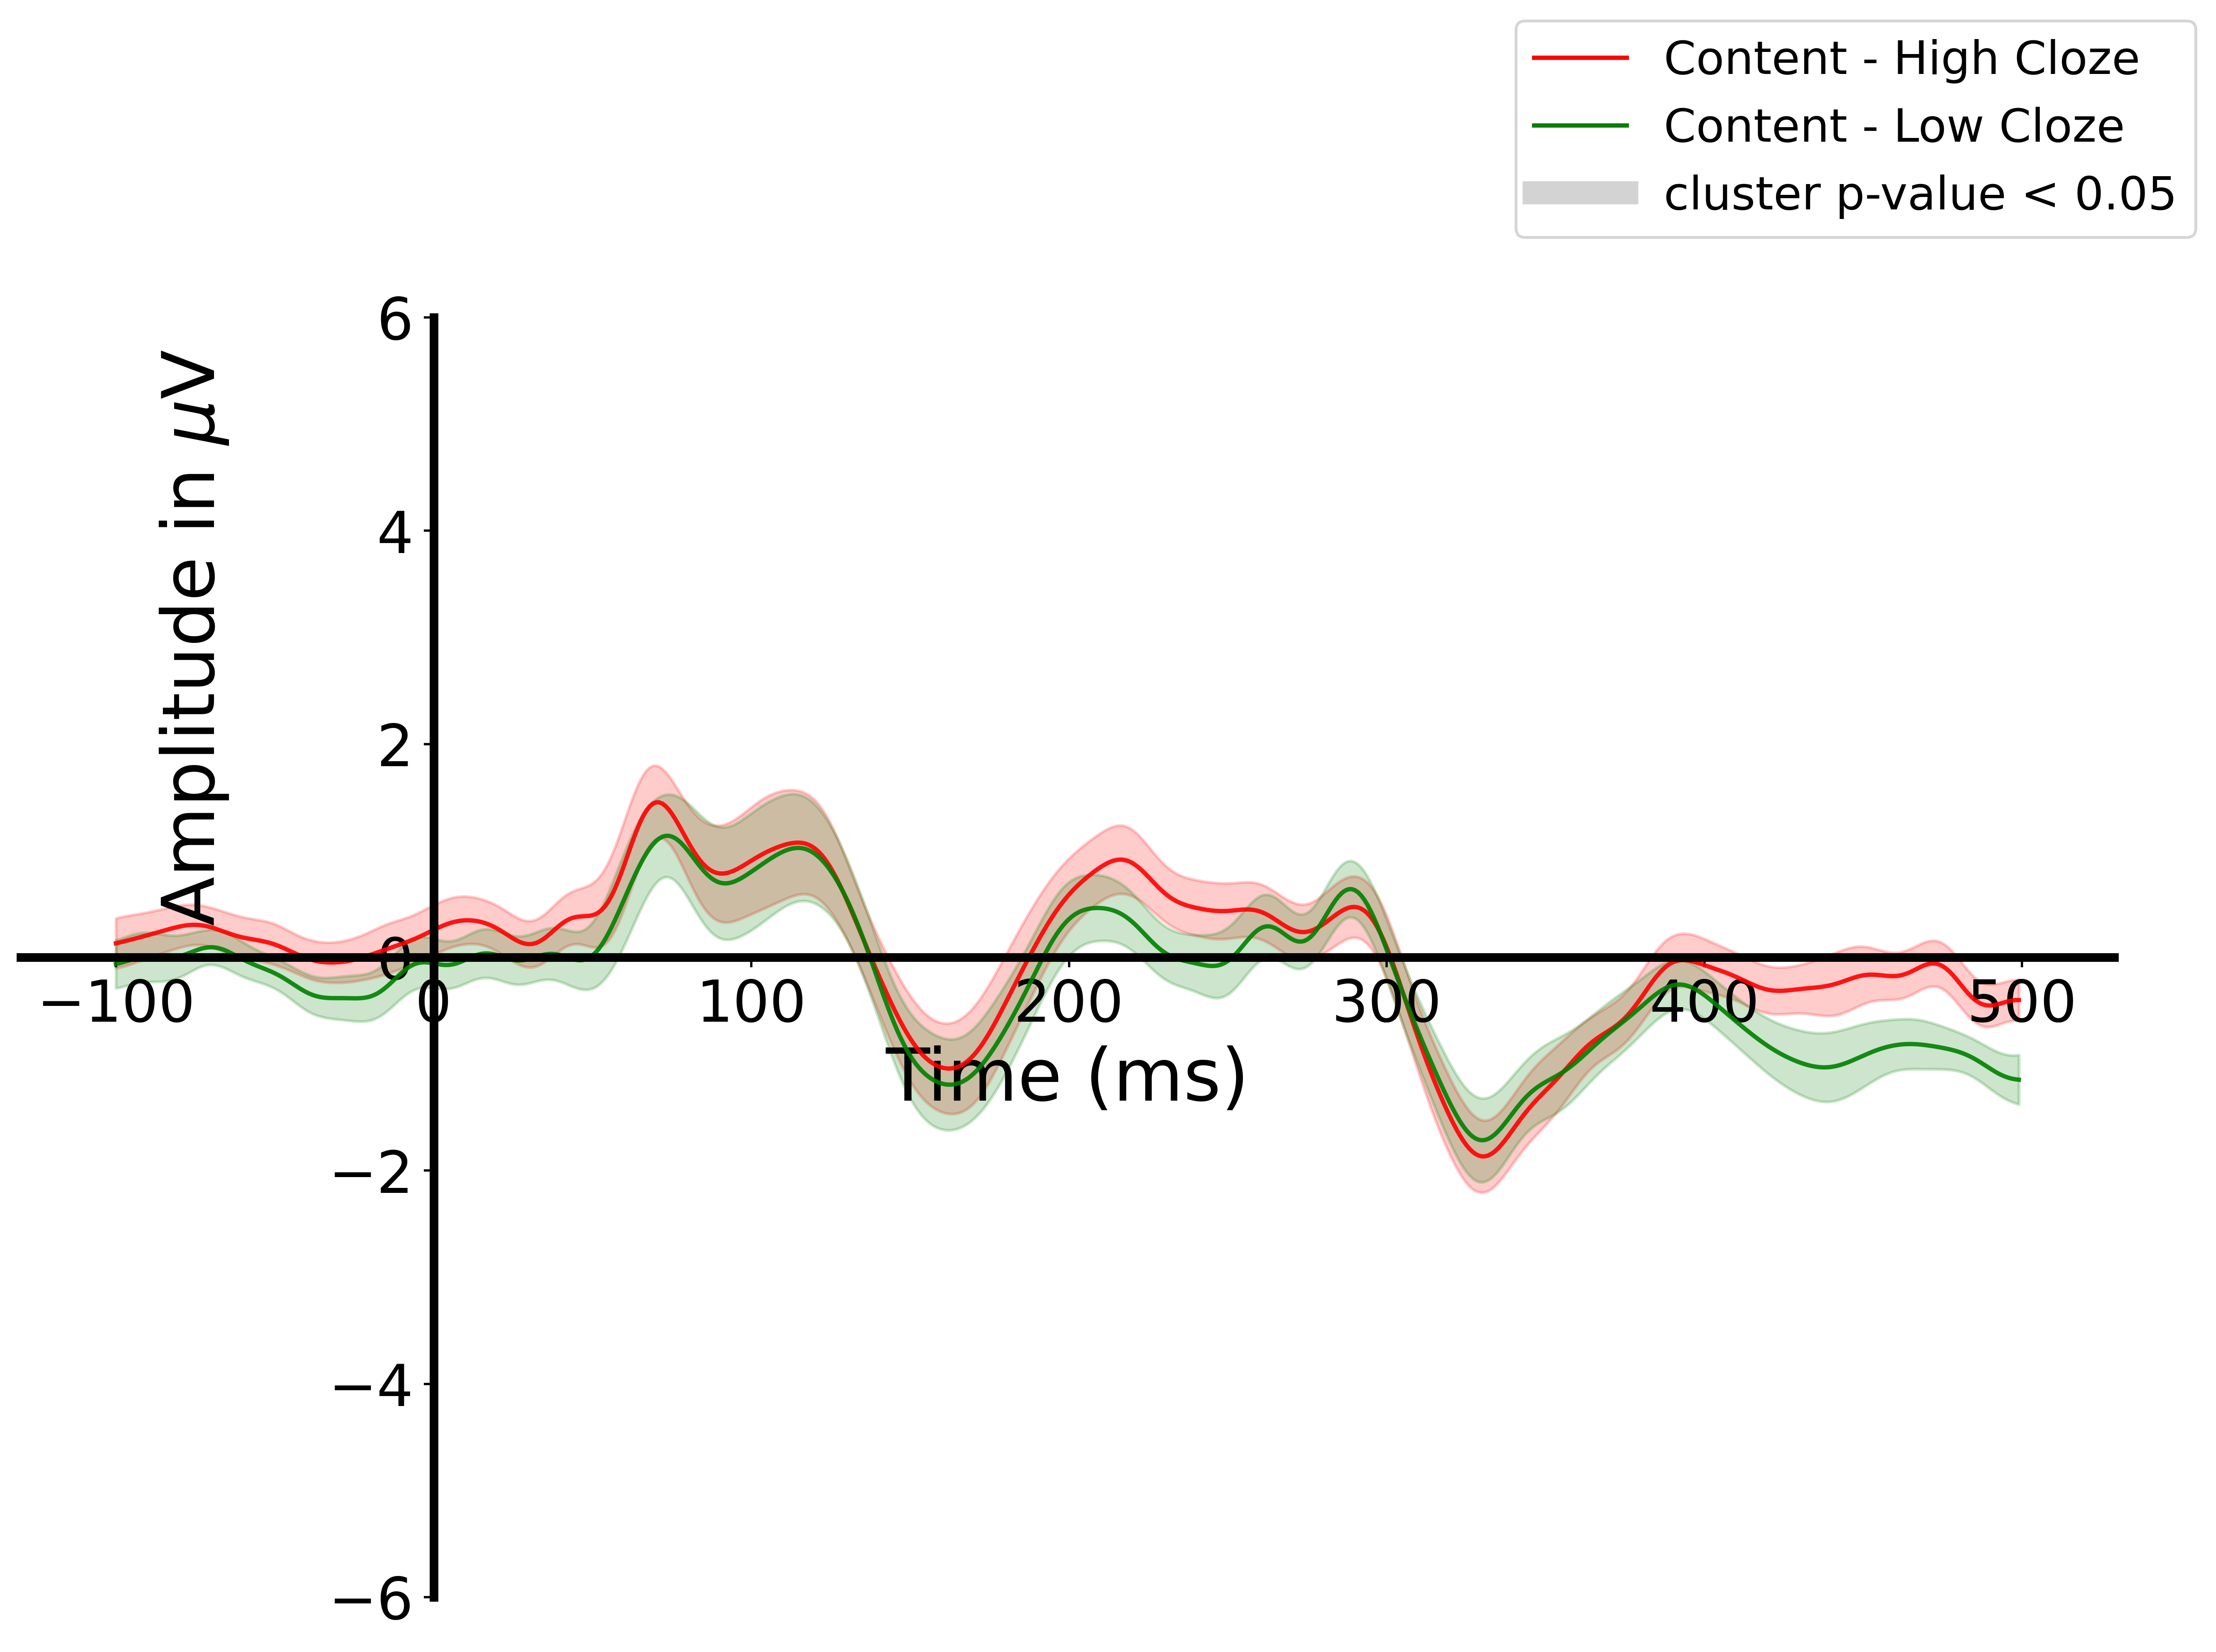 Content - High Cloze
Content - Low Cloze
cluster p-value < 0.05
Amplitude in μV
6
4
2
0
−2
−4
−6
−100 0 100 200 300 400 500
Time (ms)